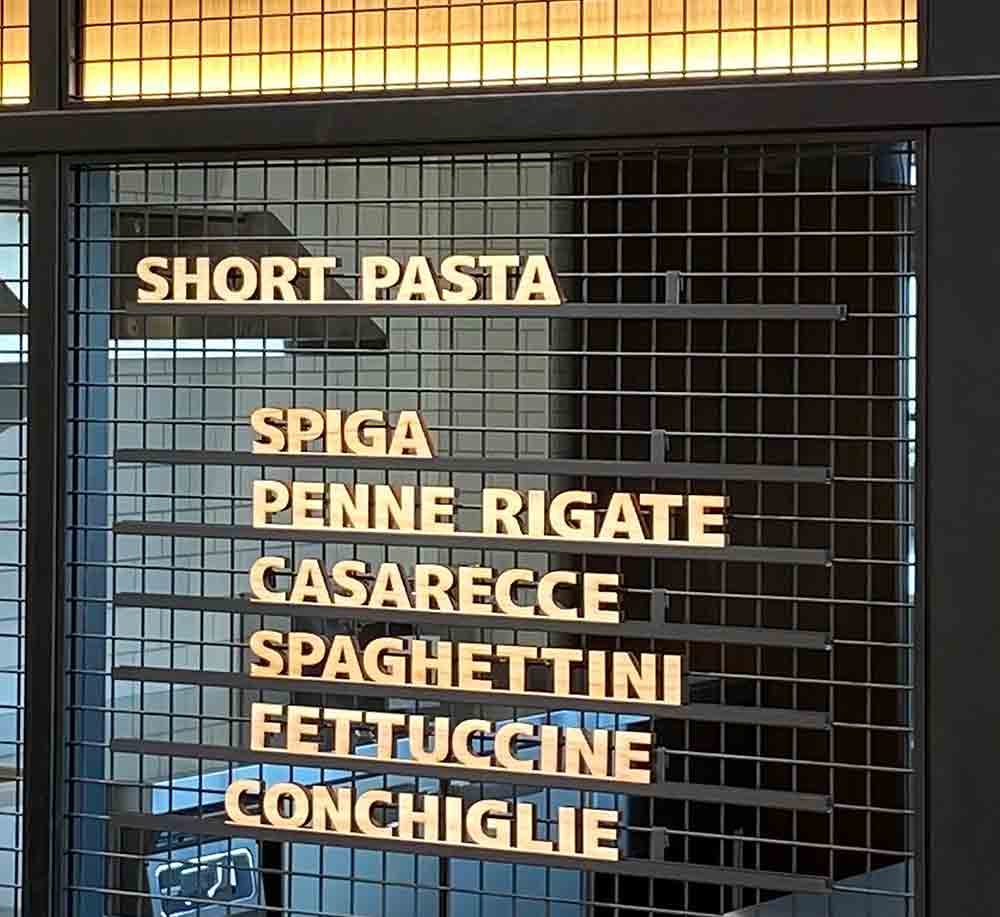 SHORT PASTA
SPIGA
PENNE RIGATE
CASARECCE
SPAGHETTINI
FETTUCCINE
CONCHIGLIE